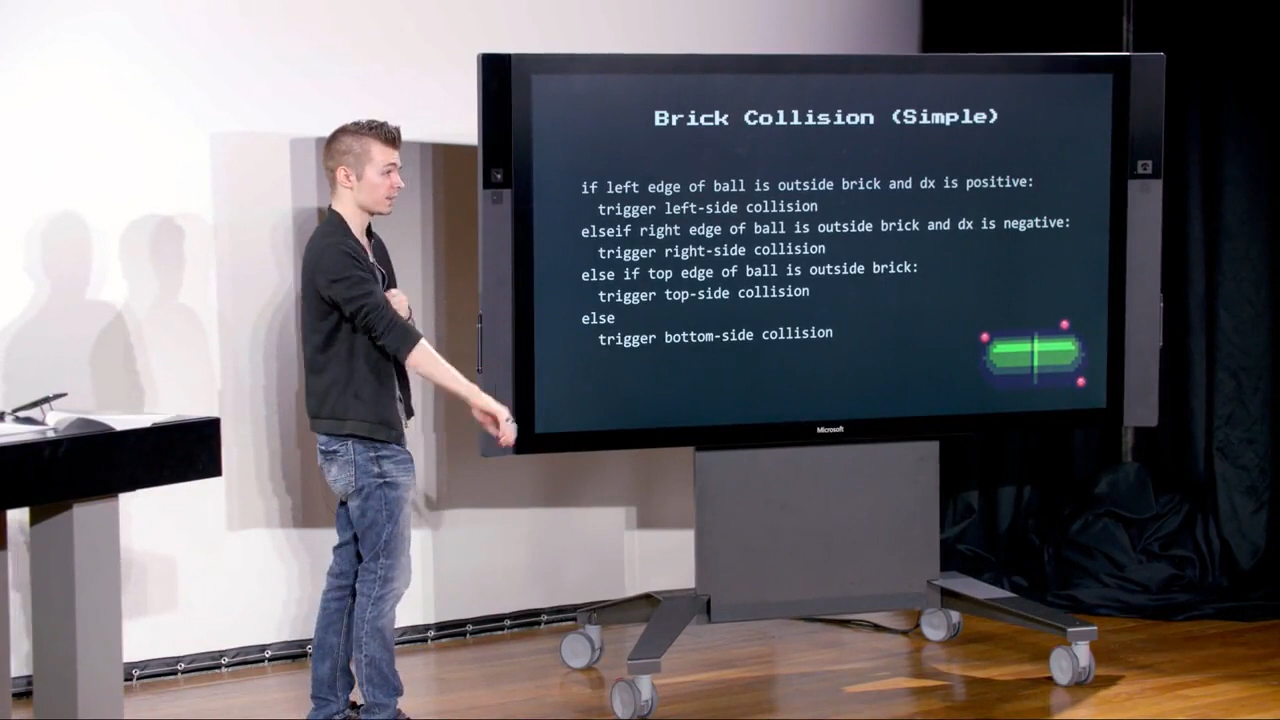 Brick Collision (Simple)
if left edge of ball is outside brick and dx is positive:
trigger left-side collision
elseif right edge of ball is outside brick and dx is negative:
trigger right-side collision
else if top edge of ball is outside brick:
trigger top-side collision
else
trigger bottom-side collision
Microsoft